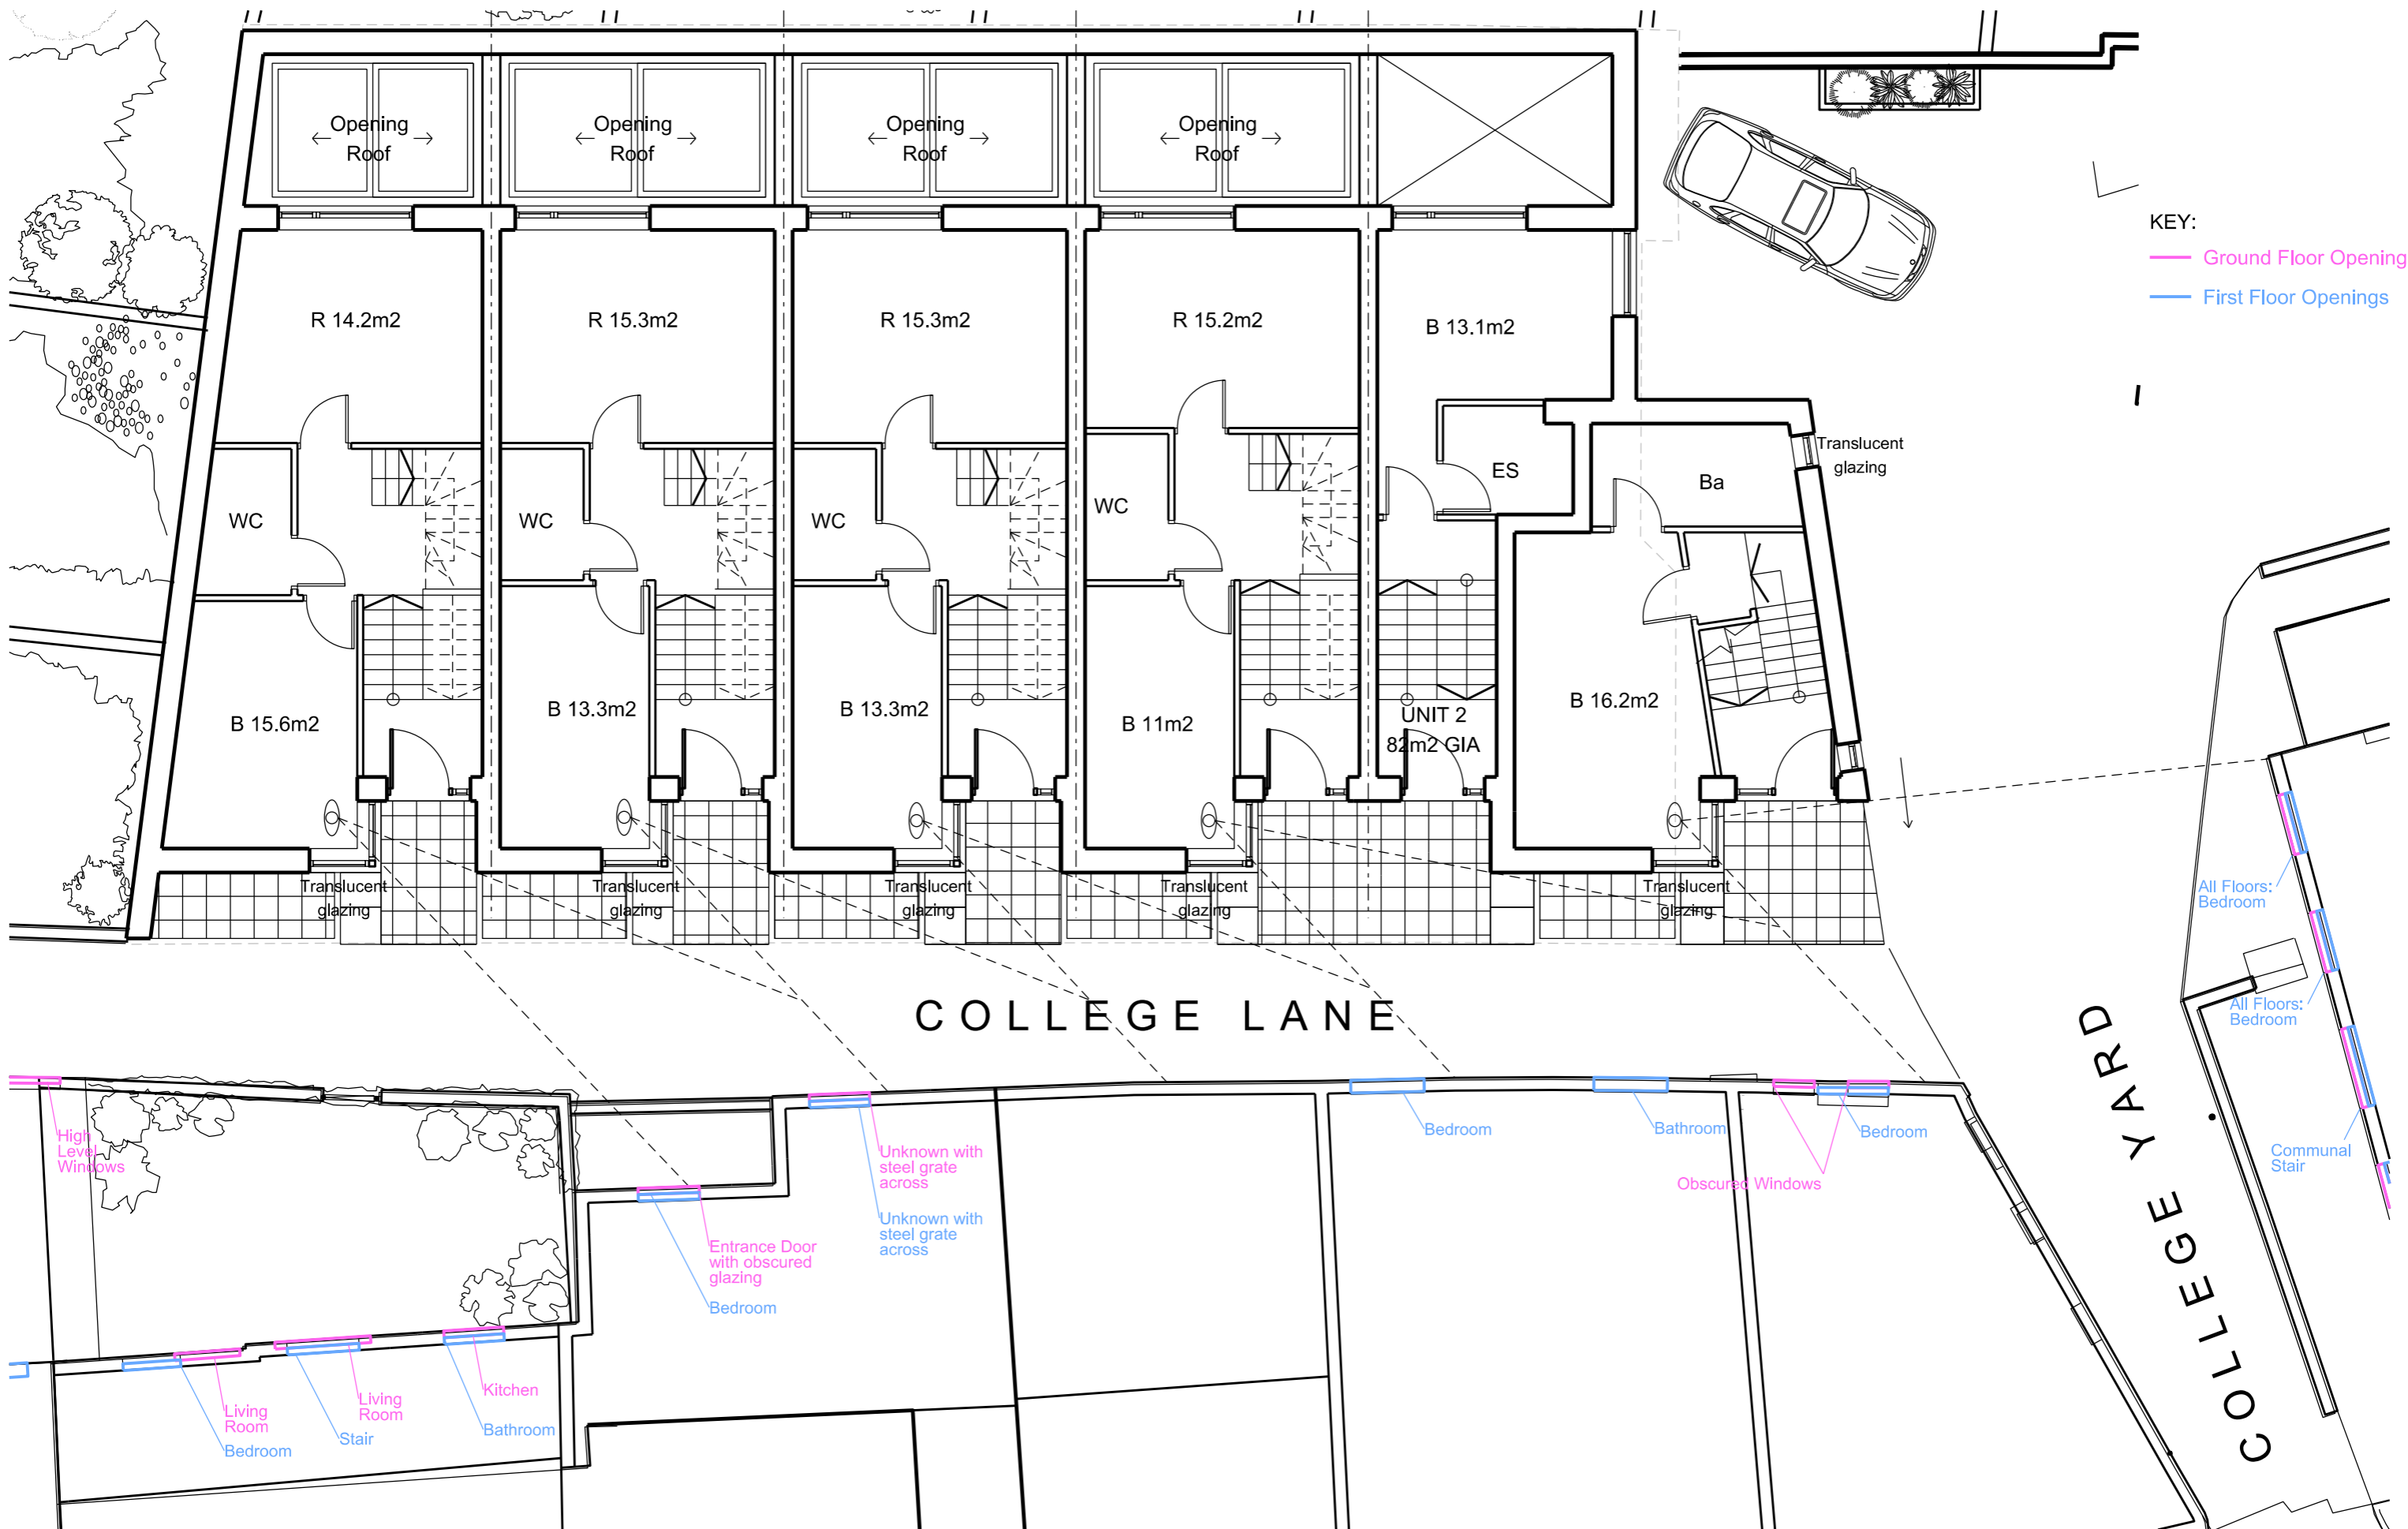 Opening
Roof
Opening
Roof
Opening
Roof
Opening
Roof
KEY:
Ground Floor Opening
First Floor Openings
R 14.2m2
R 15.3m2
R 15.3m2
R 15.2m2
B 13.1m2
Translucent
glazing
WC
WC
WC
WC
ES
Ba
B 15.6m2
B 13.3m2
B 13.3m2
B 11m2
UNIT 2
82m2 GIA
B 16.2m2
Translucent
glazing
Translucent
glazing
Translucent
glazing
Translucent
glazing
Translucent
glazing
All Floors:
Bedroom
All Floors:
Bedroom
COLLEGE LANE
COLLEGE YARD
High
Level
Windows
Unknown with
steel grate
across
Unknown with
steel grate
across
Bedroom
Bathroom
Bedroom
Obscured Windows
Communal
Stair
Entrance Door
with obscured
glazing
Bedroom
Living
Room
Bedroom
Living
Room
Stair
Kitchen
Bathroom